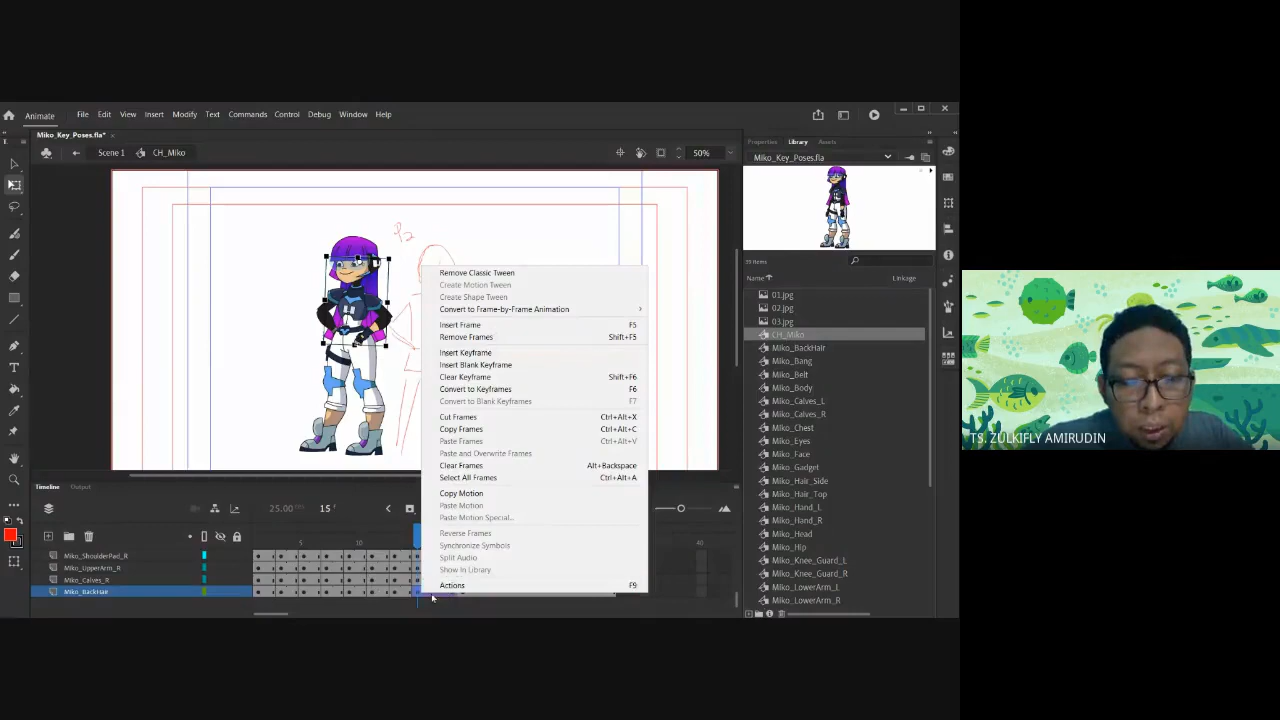 Animate File Edit View Insert Modify Text Commands Control Debug Window Help
Miko_Key_Poses.fla*
Scene 1 CH_Miko 50%
P2
Properties Library Assets
Miko_Key_Poses.fla
Name Linkage
01.jpg
02.jpg
03.jpg
CH_Miko
Miko_BackHair
Miko_Bang
Miko_Belt
Miko_Body
Miko_Calves_L
Miko_Calves_R
Miko_Chest
Miko_Eyes
Miko_Face
Miko_Gadget
Miko_Hair_Side
Miko_Hair_Top
Miko_Hand_L
Miko_Hand_R
Miko_Head
Miko_Hip
Miko_Knee_Guard_L
Miko_Knee_Guard_R
Miko_LowerArm_L
Miko_LowerArm_R
Remove Classic Tween
Create Motion Tween
Create Shape Tween
Convert to Frame-by-Frame Animation
Insert Frame F5
Remove Frames Shift+F5
Insert Keyframe
Insert Blank Keyframe
Clear Keyframe Shift+F6
Convert to Keyframes F6
Convert to Blank Keyframes F7
Cut Frames Ctrl+Alt+X
Copy Frames Ctrl+Alt+C
Paste Frames Ctrl+Alt+V
Paste and Overwrite Frames
Clear Frames Alt+Backspace
Select All Frames Ctrl+Alt+A
Copy Motion
Paste Motion
Paste Motion Special...
Reverse Frames
Synchronize Symbols
Split Audio
Show In Library
Actions F9
Timeline Output
25.00 FPS 15 F
5 10 40
Miko_ShoulderPad_R
Miko_UpperArm_R
Miko_Calves_R
Miko_BackHair
TS. ZULKIFLY AMIRUDIN